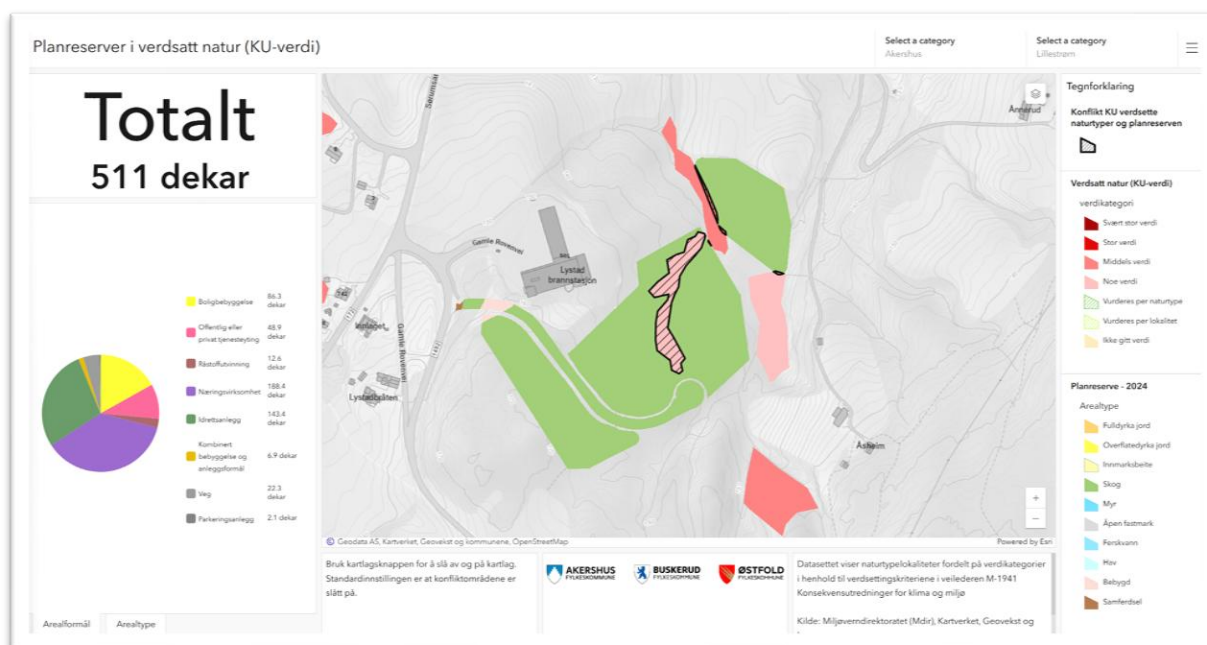 Planreserver i verdsatt natur (KU-verdi)
Select a category
Akershus
Select a category
Lillestrøm
Totalt
511 dekar
Boligbebyggelse
86.3
dekar
Offentlig eller
privat tjenesteyting
48.9
dekar
Råstoffutvinning
12.6
dekar
Næringsvirksomhet
188.4
dekar
Idrettsanlegg
143.4
dekar
Kombinert
bebyggelse og
anleggsformål
6.9 dekar
Veg
22.3
dekar
Parkeringsanlegg
2.1 dekar
Arealformål
Arealtype
Gamle Rovenvei
Lystad
brannstasjon
Gamle Rovenvei
Åsheim
Geodata AS, Kartverket, Geovekst og kommunene, OpenStreetMap
Powered by Esri
Bruk kartlagsknappen for å slå av og på kartlag.
Standardinnstillingen er at konfliktområdene er
slått på.
AKERSHUS
FYLKESKOMMUNE
BUSKERUD
FYLKESKOMMUNE
ØSTFOLD
FYLKESKOMMUNE
Datasettet viser naturtypelokaliteter fordelt på verdikategorier
i henhold til verdsettingskriteriene i veilederen M-1941
Konsekvensutredninger for klima og miljø
Kilde: Miljøverndirektoratet (Mdir), Kartverket, Geovekst og
Tegnforklaring
Konflikt KU verdsette
naturtyper og planreserven
Verdsatt natur (KU-verdi)
verdikategori
Svært stor verdi
Stor verdi
Middels verdi
Noe verdi
Vurderes per naturtype
Vurderes per lokalitet
Ikke gitt verdi
Planreserve - 2024
Arealtype
Fulldyrka jord
Overflatedyrka jord
Innmarksbeite
Skog
Myr
Åpen fastmark
Ferskvann
Hav
Bebygd
Samferdsel